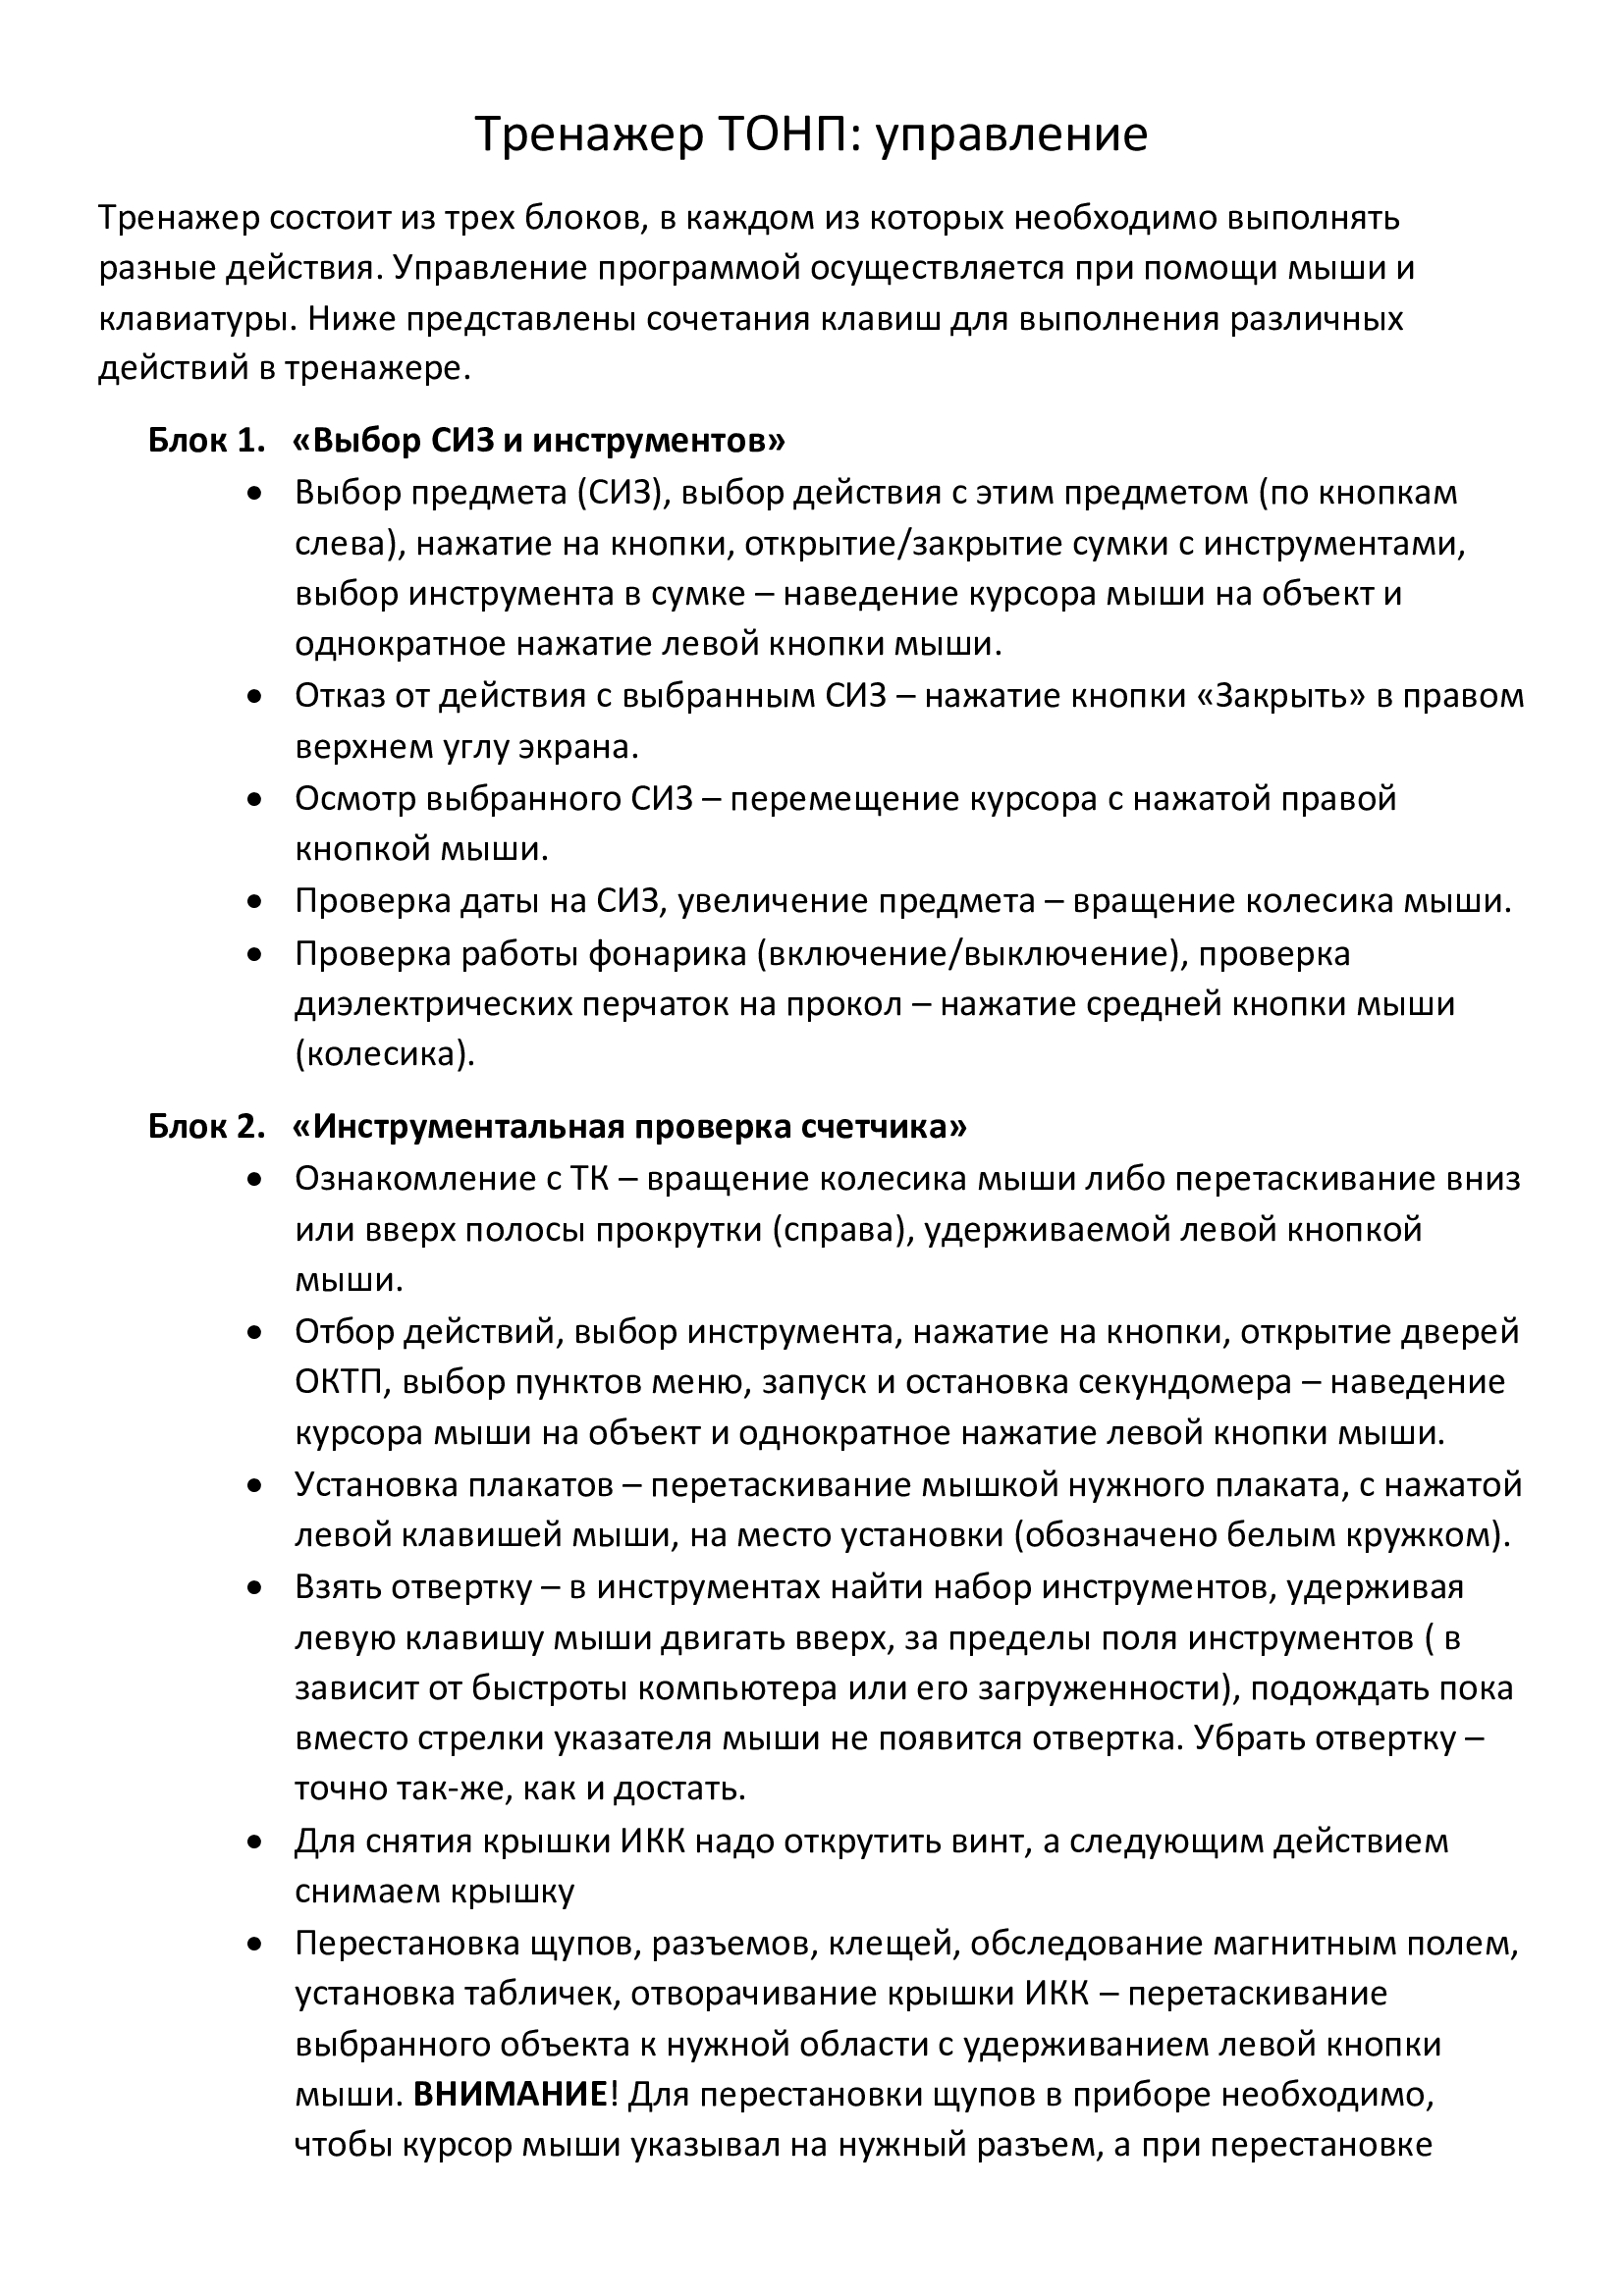 Тренажер ТОНП: управление
Тренажер состоит из трех блоков, в каждом из которых необходимо выполнять
разные действия. Управление программой осуществляется при помощи мыши и
клавиатуры. Ниже представлены сочетания клавиш для выполнения различных
действий в тренажере.
Блок 1. «Выбор СИЗ и инструментов»
• Выбор предмета (СИЗ), выбор действия с этим предметом (по кнопкам
слева), нажатие на кнопки, открытие/закрытие сумки с инструментами,
выбор инструмента в сумке – наведение курсора мыши на объект и
однократное нажатие левой кнопки мыши.
• Отказ от действия с выбранным СИЗ – нажатие кнопки «Закрыть» в правом
верхнем углу экрана.
• Осмотр выбранного СИЗ – перемещение курсора с нажатой правой
кнопкой мыши.
• Проверка даты на СИЗ, увеличение предмета – вращение колесика мыши.
• Проверка работы фонарика (включение/выключение), проверка
диэлектрических перчаток на прокол – нажатие средней кнопки мыши
(колесика).
Блок 2. «Инструментальная проверка счетчика»
• Ознакомление с ТК – вращение колесика мыши либо перетаскивание вниз
или вверх полосы прокрутки (справа), удерживаемой левой кнопкой
мыши.
• Отбор действий, выбор инструмента, нажатие на кнопки, открытие дверей
ОКТП, выбор пунктов меню, запуск и остановка секундомера – наведение
курсора мыши на объект и однократное нажатие левой кнопки мыши.
• Установка плакатов – перетаскивание мышкой нужного плаката, с нажатой
левой клавишей мыши, на место установки (обозначено белым кружком).
• Взять отвертку – в инструментах найти набор инструментов, удерживая
левую клавишу мыши двигать вверх, за пределы поля инструментов ( в
зависит от быстроты компьютера или его загруженности), подождать пока
вместо стрелки указателя мыши не появится отвертка. Убрать отвертку –
точно так-же, как и достать.
• Для снятия крышки ИКК надо открутить винт, а следующим действием
снимаем крышку
• Перестановка щупов, разъемов, клещей, обследование магнитным полем,
установка табличек, отворачивание крышки ИКК – перетаскивание
выбранного объекта к нужной области с удерживанием левой кнопки
мыши. ВНИМАНИЕ! Для перестановки щупов в приборе необходимо,
чтобы курсор мыши указывал на нужный разъем, а при перестановке